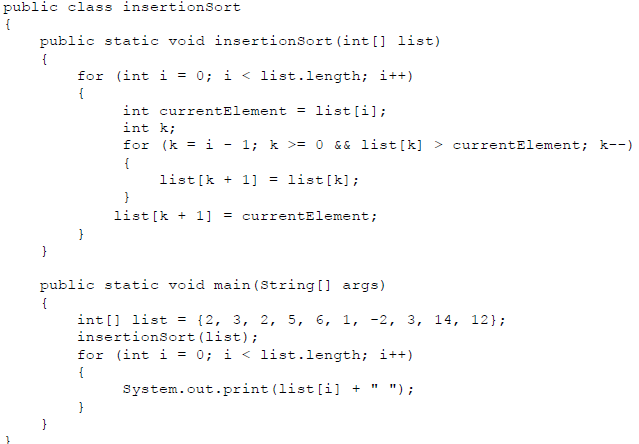 public class insertionSort
{
    public static void insertionSort(int[] list)
    {
        for (int i = 0; i < list.length; i++)
        {
             int currentElement = list[i];
             int k;
             for (k = i - 1; k >= 0 && list[k] > currentElement; k--)
             {
                 list[k + 1] = list[k];
             }
            list[k + 1] = currentElement;
        }
    }
    public static void main(String[] args)
    {
        int[] list = {2, 3, 2, 5, 6, 1, -2, 3, 14, 12};
        insertionSort(list);
        for (int i = 0; i < list.length; i++)
        {
             System.out.print(list[i] + " ");
        }
    }
}